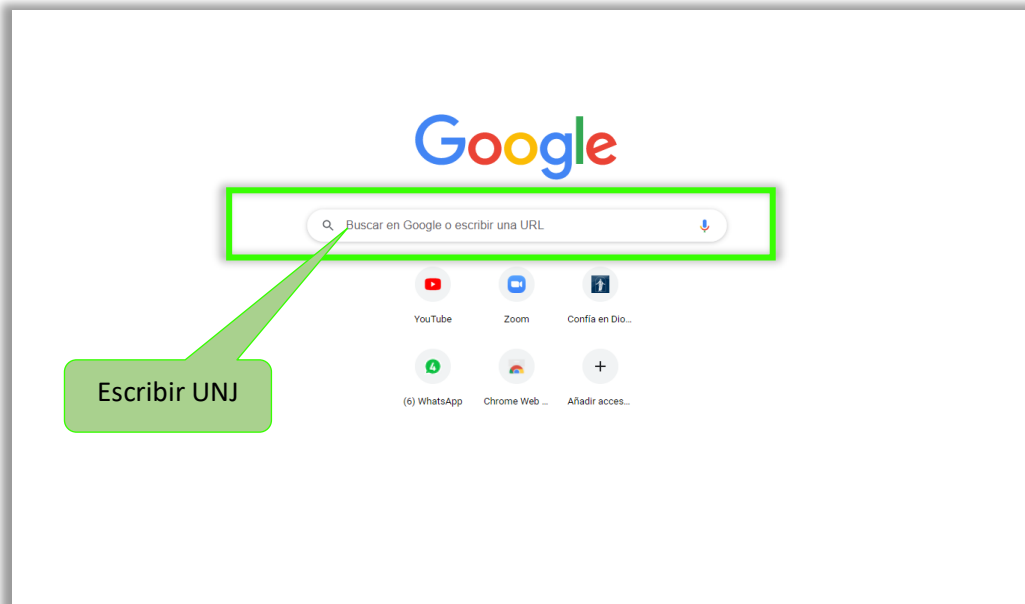 Google
Buscar en Google o escribir una URL
YouTube
Zoom
Confía en Dio...
Escribir UNJ
4
(6) WhatsApp
Chrome Web ...
Añadir acces...